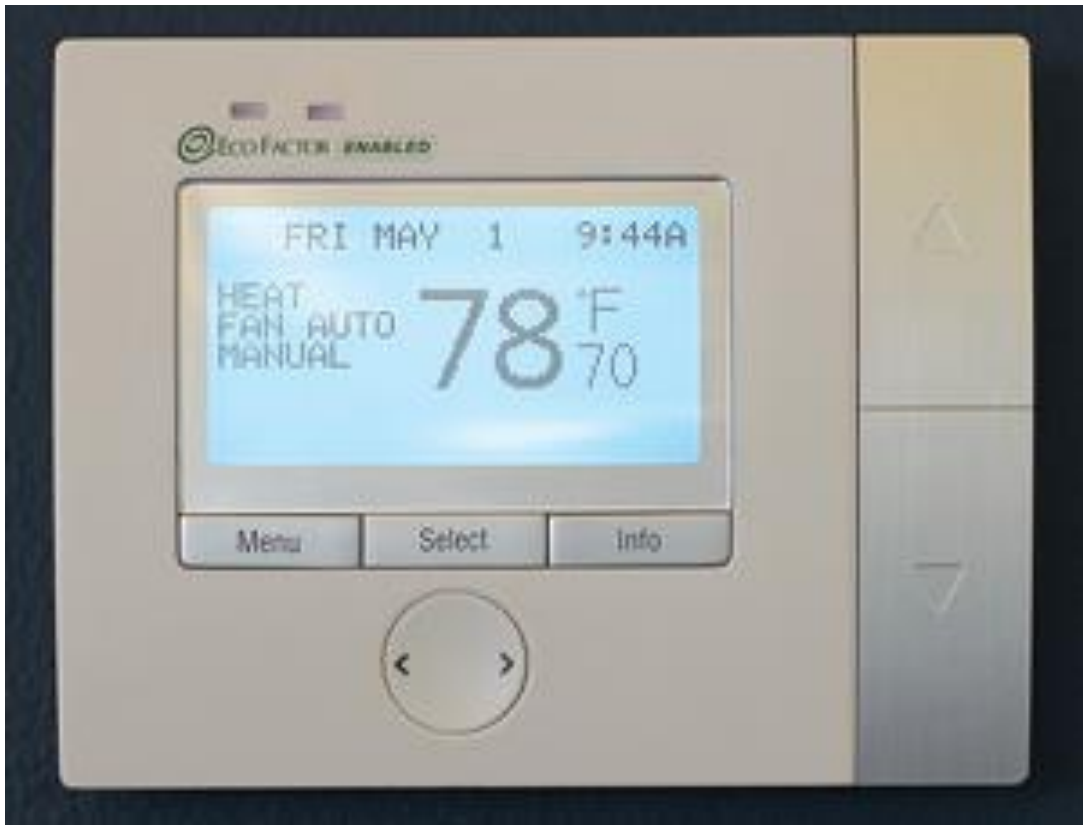 ECOFACTOR ENABLED
FRI MAY 1 9:44A
HEAT
FAN AUTO
MANUAL
78 °F
70
Menu Select Info
< >